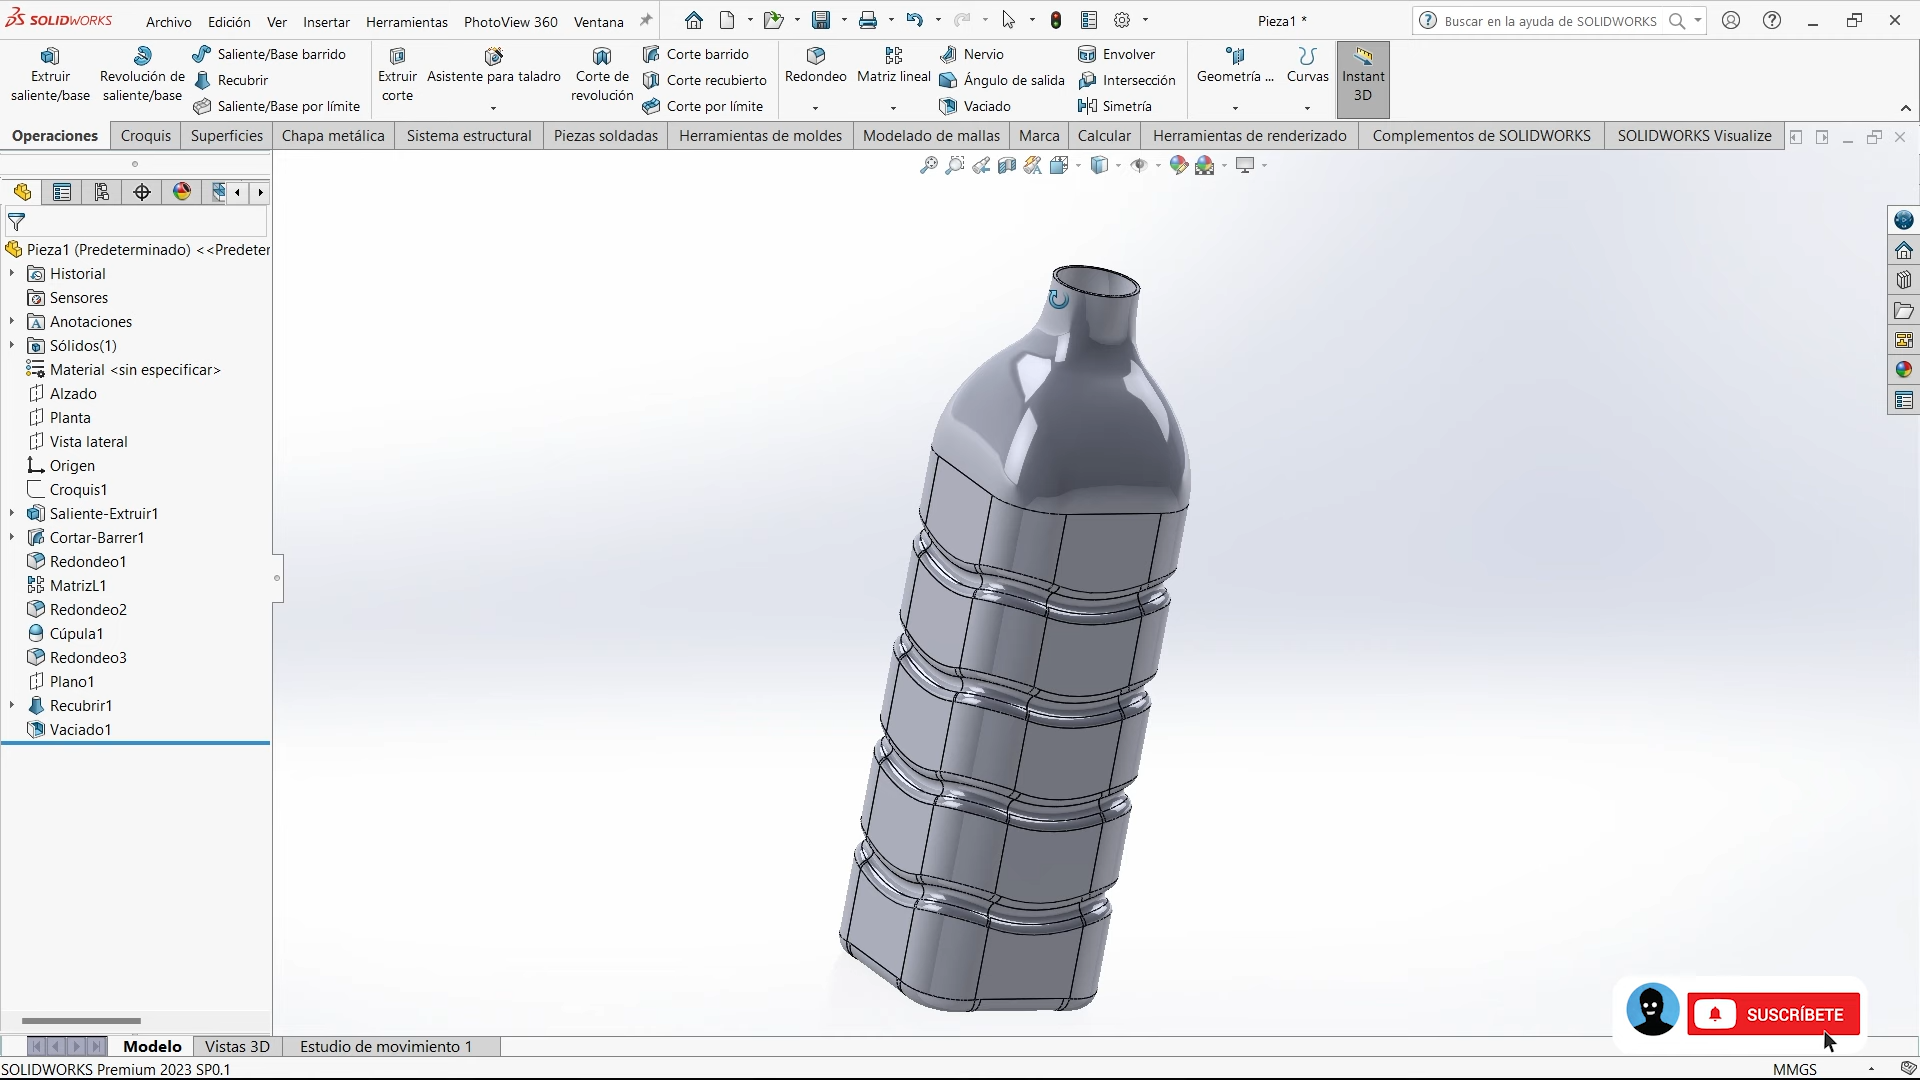 SOLIDWORKS Archivo Edición Ver Insertar Herramientas PhotoView 360 Ventana Pieza1 * Buscar en la ayuda de SOLIDWORKS
Extruir saliente/base
Revolución de saliente/base
Saliente/Base barrido
Recubrir
Saliente/Base por límite
Extruir corte
Asistente para taladro
Corte de revolución
Corte barrido
Corte recubierto
Corte por límite
Redondeo
Matriz lineal
Nervio
Ángulo de salida
Vaciado
Envolver
Intersección
Simetría
Geometría ...
Curvas
Instant 3D
Operaciones Croquis Superficies Chapa metálica Sistema estructural Piezas soldadas Herramientas de moldes Modelado de mallas Marca Calcular Herramientas de renderizado Complementos de SOLIDWORKS SOLIDWORKS Visualize
Pieza1 (Predeterminado) <<Predeter
Historial
Sensores
Anotaciones
Sólidos(1)
Material <sin especificar>
Alzado
Planta
Vista lateral
Origen
Croquis1
Saliente-Extruir1
Cortar-Barrer1
Redondeo1
MatrizL1
Redondeo2
Cúpula1
Redondeo3
Plano1
Recubrir1
Vaciado1
SUSCRÍBETE
Modelo Vistas 3D Estudio de movimiento 1
SOLIDWORKS Premium 2023 SP0.1 MMGS